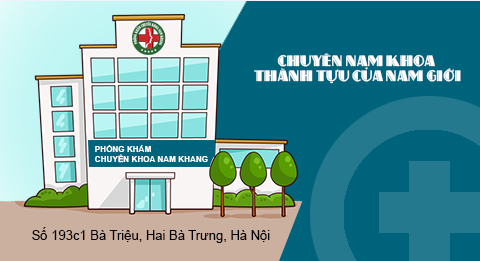 CHUYÊN NAM KHOA
THÀNH TỰU CỦA NAM GIỚI
PHÒNG KHÁM
CHUYÊN KHOA NAM KHANG
Số 193c1 Bà Triệu, Hai Bà Trưng, Hà Nội